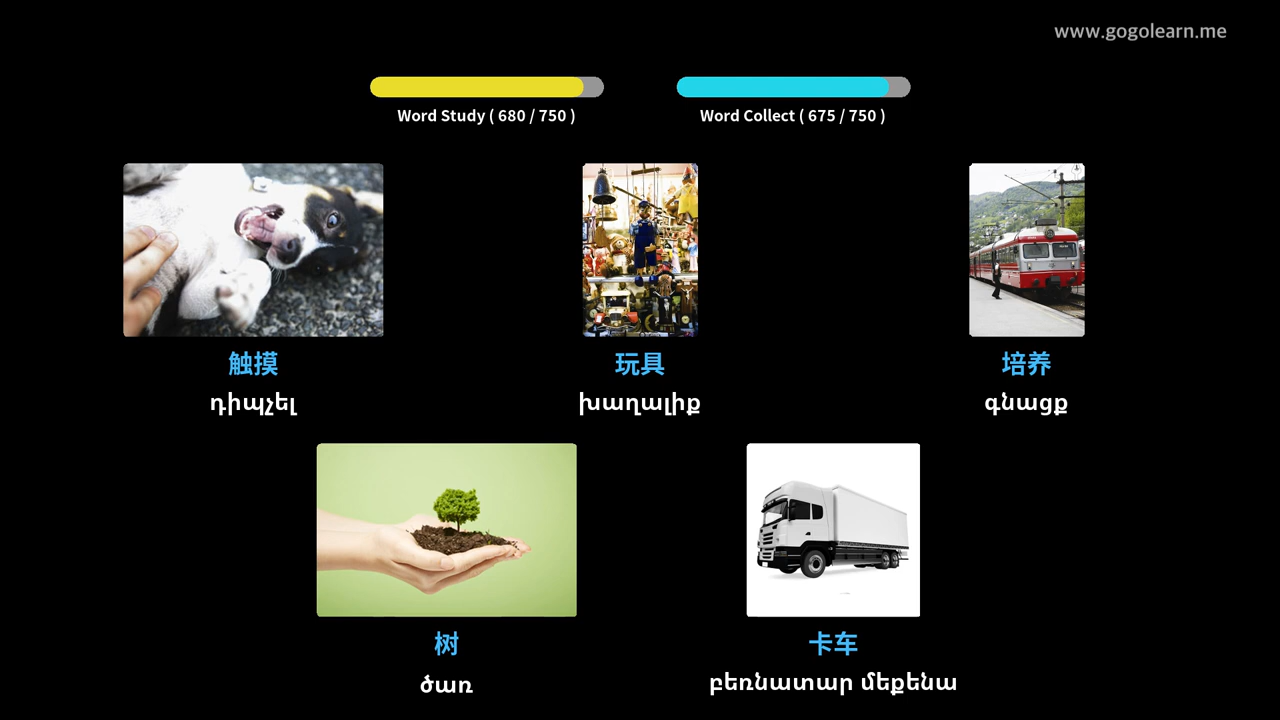 www.gogolearn.me
Word Study ( 680 / 750 )
Word Collect ( 675 / 750 )
触摸
դիպչել
玩具
խաղալիք
培养
գնացք
树
ծառ
卡车
բեռնատար մեքենա